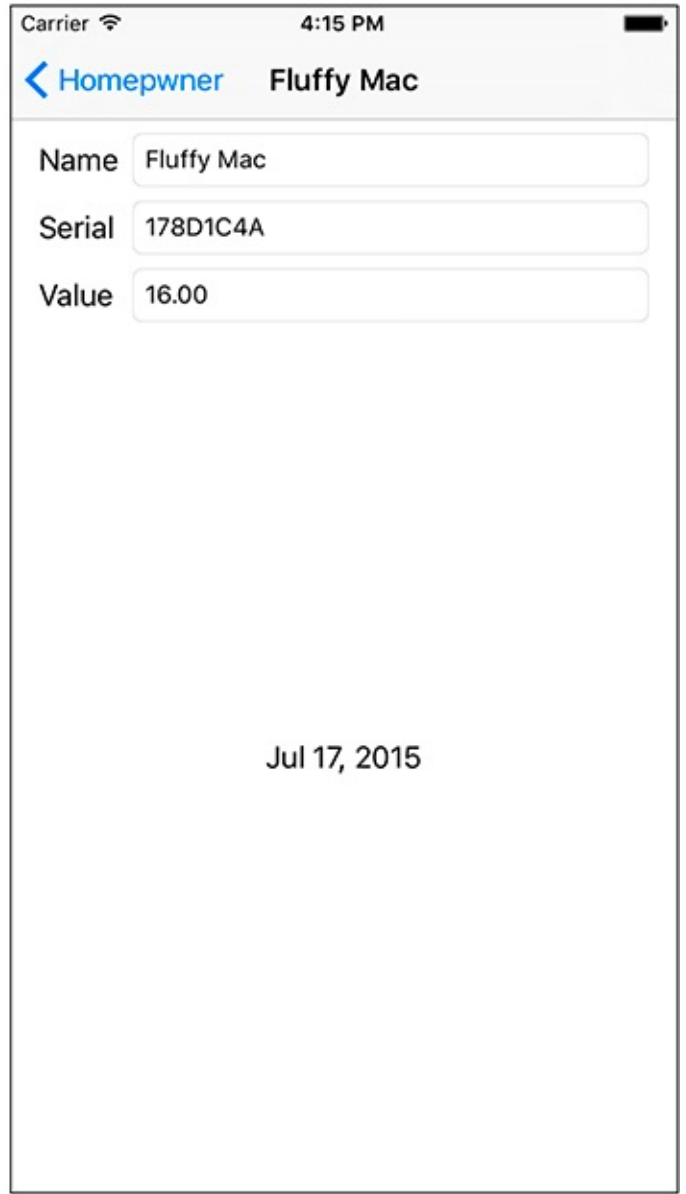 Carrier 4:15 PM
Homepwner Fluffy Mac
Name Fluffy Mac
Serial 178D1C4A
Value 16.00
Jul 17, 2015